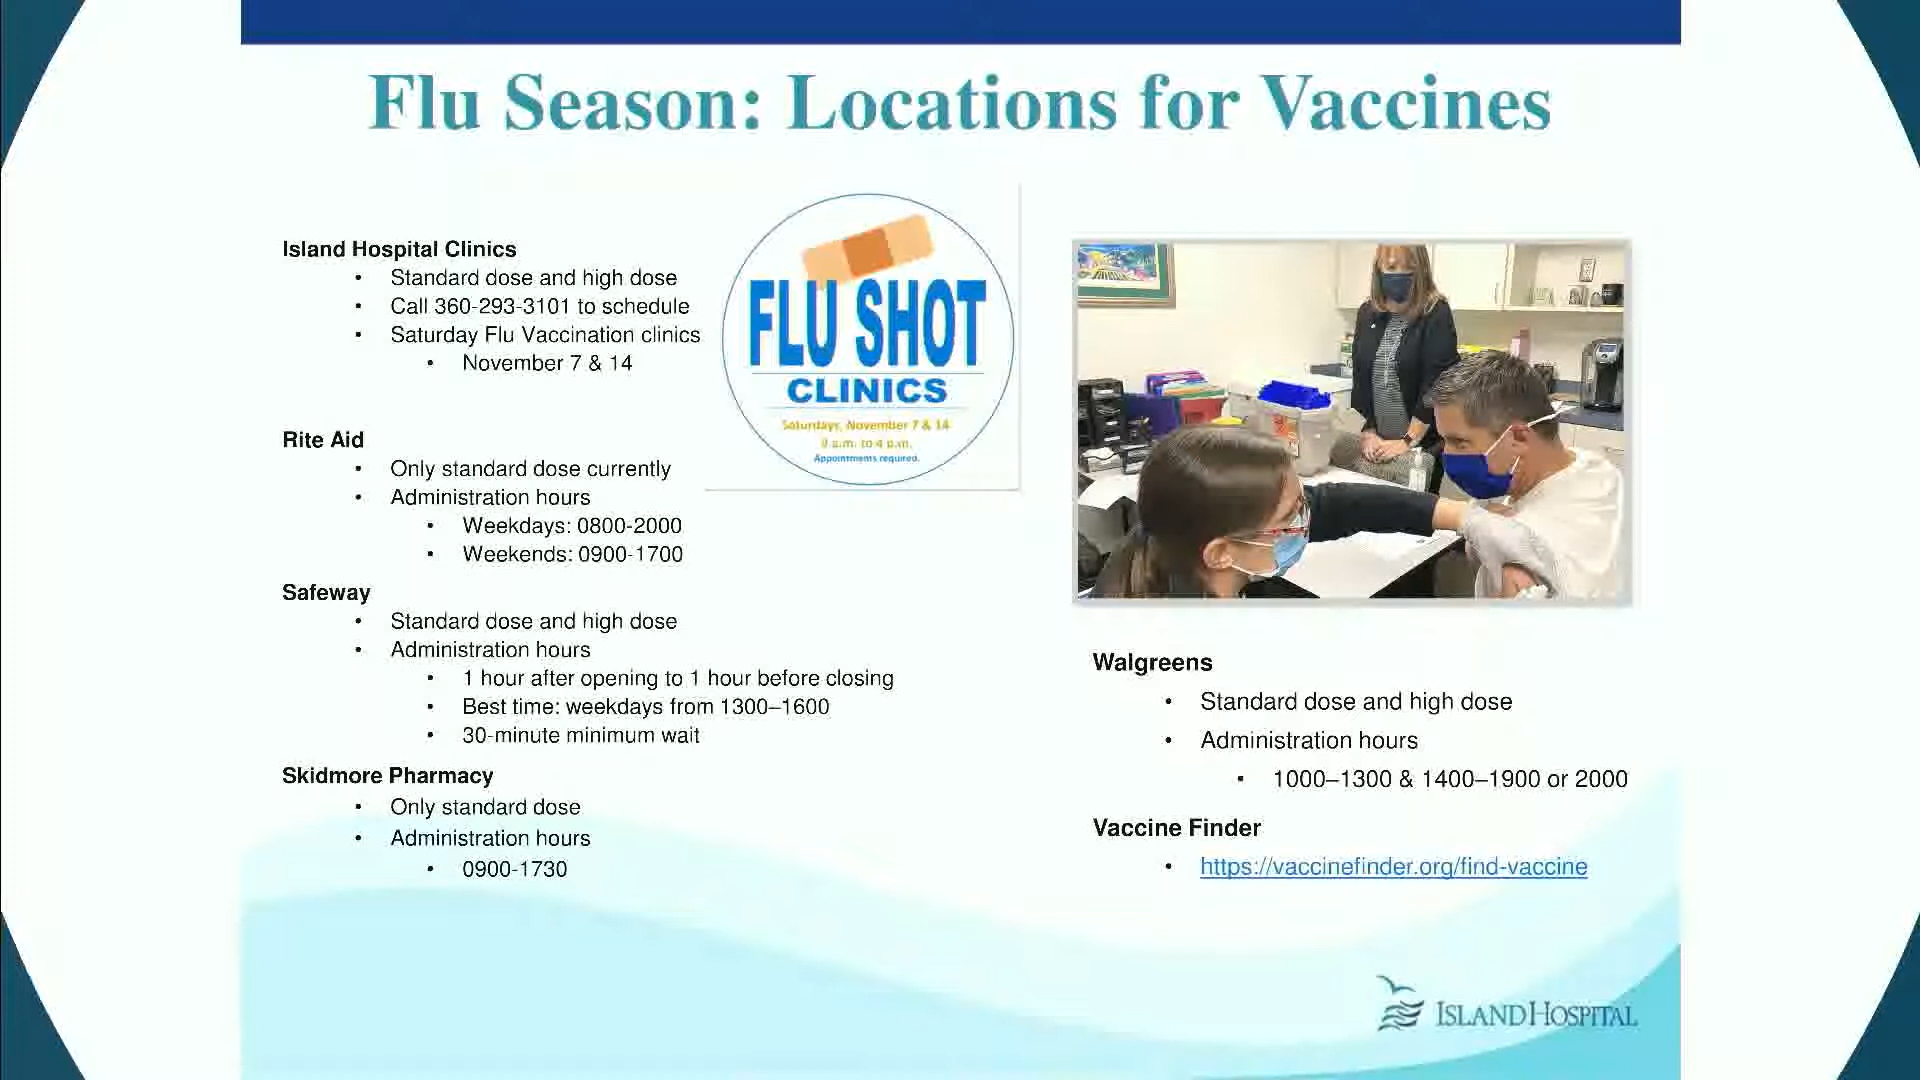 Flu Season: Locations for Vaccines
Island Hospital Clinics
• Standard dose and high dose
• Call 360-293-3101 to schedule
• Saturday Flu Vaccination clinics
• November 7 & 14
Rite Aid
• Only standard dose currently
• Administration hours
• Weekdays: 0800-2000
• Weekends: 0900-1700
Safeway
• Standard dose and high dose
• Administration hours
• 1 hour after opening to 1 hour before closing
• Best time: weekdays from 1300–1600
• 30-minute minimum wait
Skidmore Pharmacy
• Only standard dose
• Administration hours
• 0900-1730
FLU SHOT
CLINICS
Saturdays, November 7 & 14
9 a.m. to 4 p.m.
Appointments required.
Walgreens
• Standard dose and high dose
• Administration hours
• 1000–1300 & 1400–1900 or 2000
Vaccine Finder
• https://vaccinefinder.org/find-vaccine
ISLAND HOSPITAL